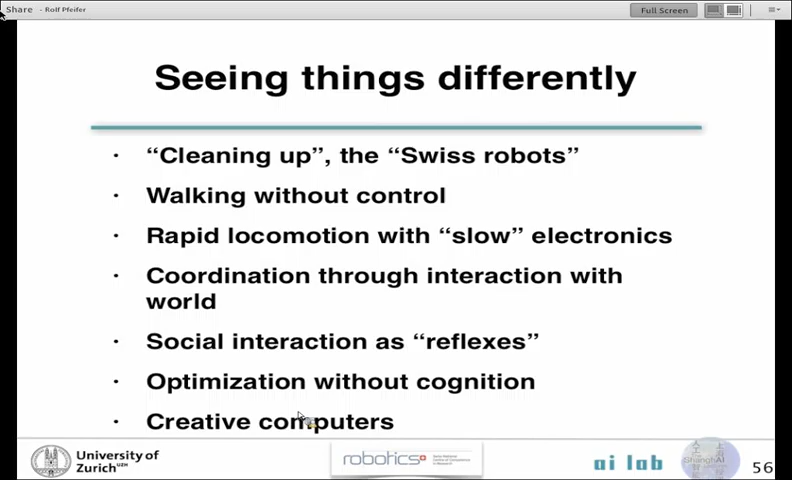 Share - Rolf Pfeifer
Full Screen
Seeing things differently
· “Cleaning up”, the “Swiss robots”
· Walking without control
· Rapid locomotion with “slow” electronics
· Coordination through interaction with
world
· Social interaction as “reflexes”
· Optimization without cognition
· Creative computers
University of
Zurich UZH
robotics+
ai lab
ShanghAI
56